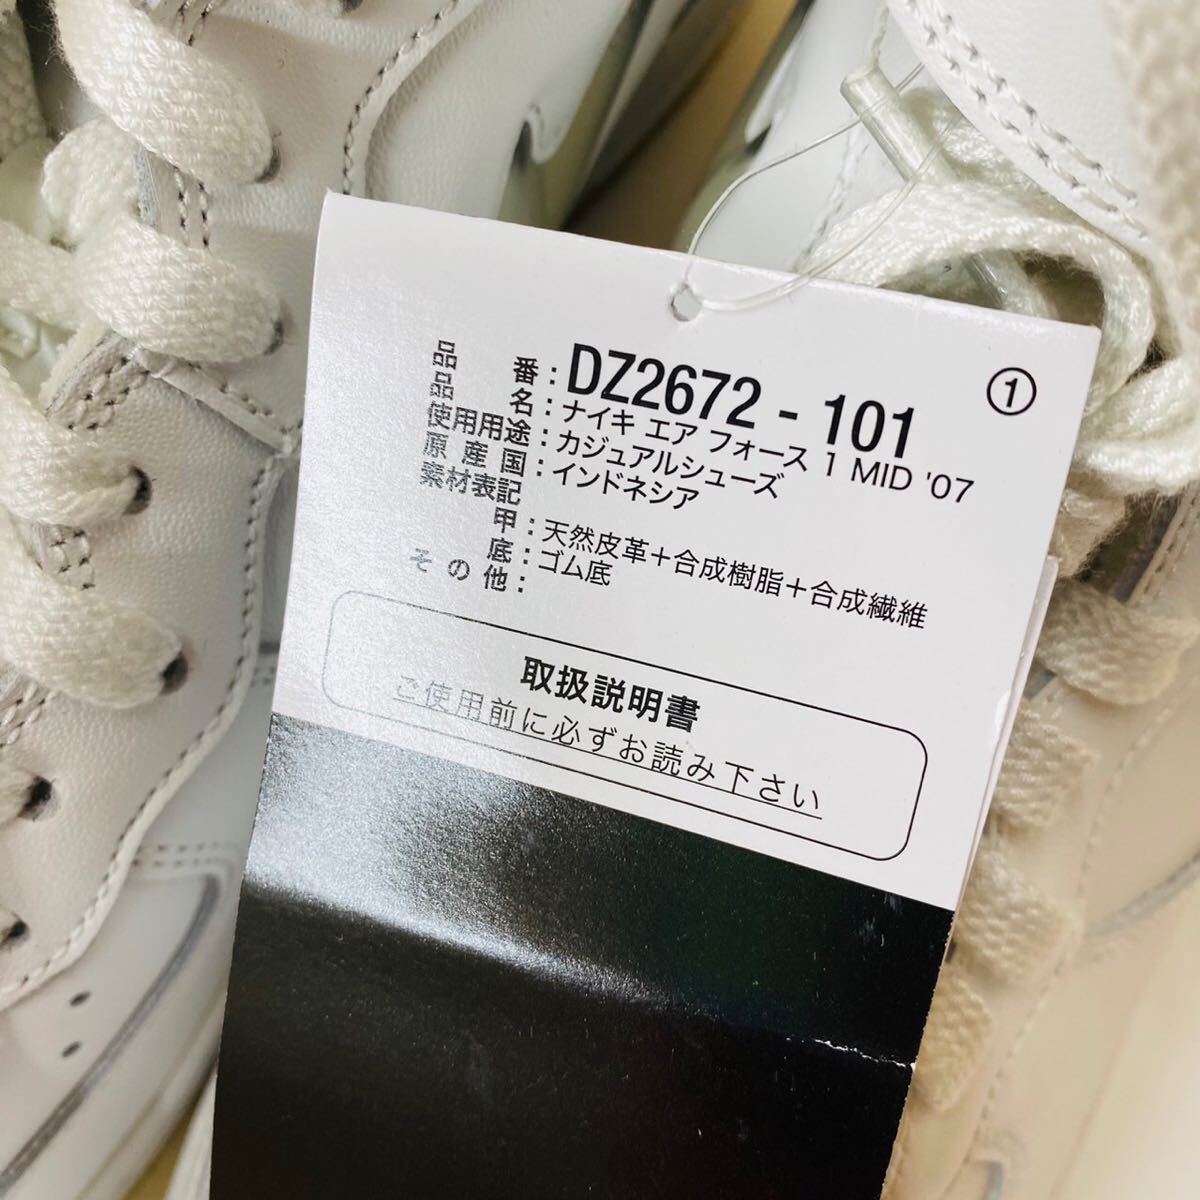 品番：DZ2672 - 101 ①
品名：ナイキ エア フォース 1 MID '07
使用用途：カジュアルシューズ
原産国：インドネシア
素材表記
甲：天然皮革＋合成樹脂＋合成繊維
底：ゴム底
その他：
取扱説明書
ご使用前に必ずお読み下さい